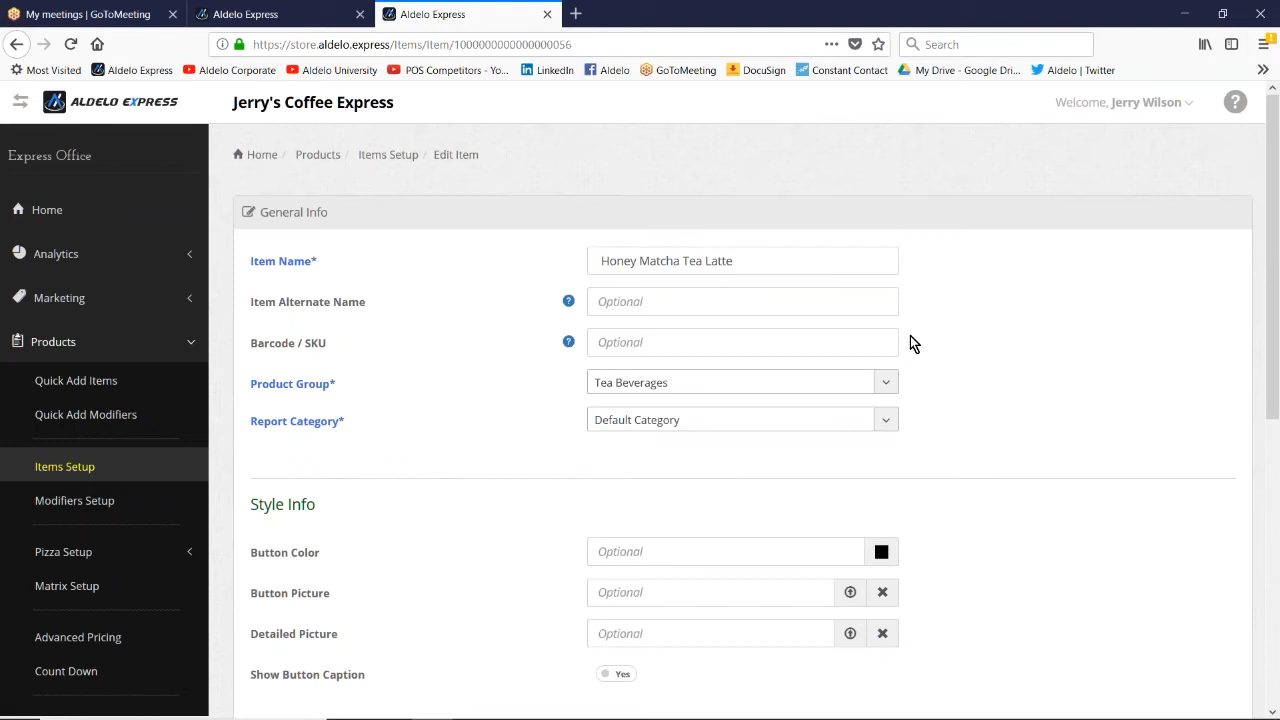 My meetings | GoToMeeting
Aldelo Express
Aldelo Express
https://store.aldelo.express/Items/Item/1000000000000000056
Search
Most Visited
Aldelo Express
Aldelo Corporate
Aldelo University
POS Competitors - Yo...
LinkedIn
Aldelo
GoToMeeting
DocuSign
Constant Contact
My Drive - Google Dri...
Aldelo | Twitter
ALDELO EXPRESS
Jerry's Coffee Express
Welcome, Jerry Wilson
?
Express Office
Home
Analytics
Marketing
Products
Quick Add Items
Quick Add Modifiers
Items Setup
Modifiers Setup
Pizza Setup
Matrix Setup
Advanced Pricing
Count Down
Home / Products / Items Setup / Edit Item
General Info
Item Name* Honey Matcha Tea Latte
Item Alternate Name ? Optional
Barcode / SKU ? Optional
Product Group* Tea Beverages
Report Category* Default Category
Style Info
Button Color Optional
Button Picture Optional
Detailed Picture Optional
Show Button Caption Yes